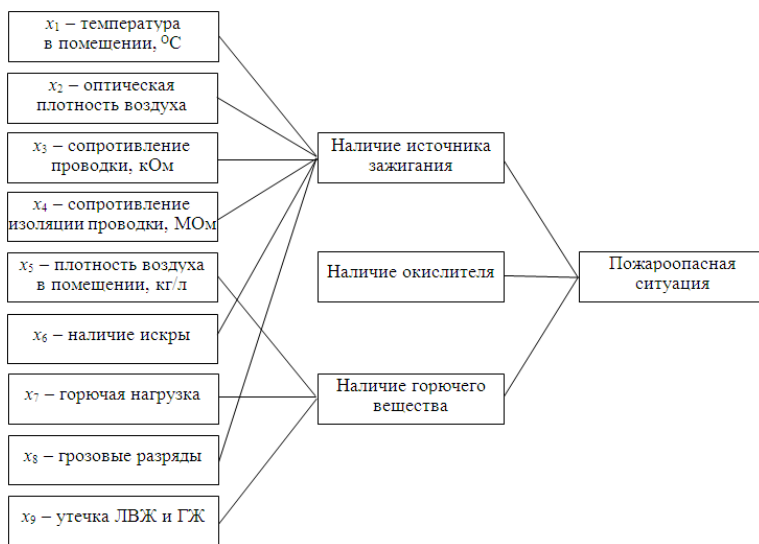 x₁ – температура
в помещении, ⁰С
x₂ – оптическая
плотность воздуха
x₃ – сопротивление
проводки, кОм
x₄ – сопротивление
изоляции проводки, МОм
x₅ – плотность воздуха
в помещении, кг/л
x₆ – наличие искры
x₇ – горючая нагрузка
x₈ – грозовые разряды
x₉ – утечка ЛВЖ и ГЖ
Наличие источника
зажигания
Наличие окислителя
Наличие горючего
вещества
Пожароопасная
ситуация